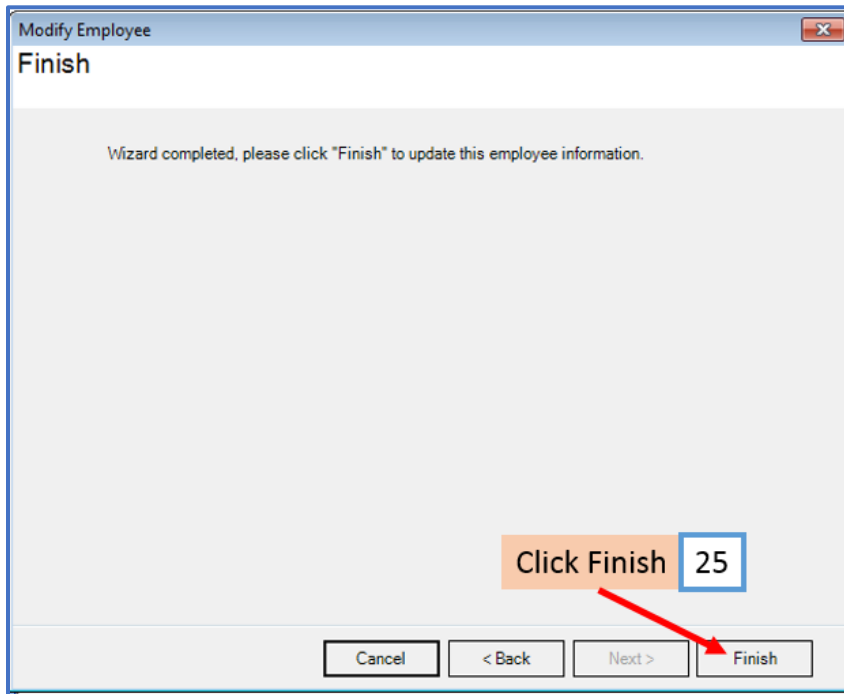 Modify Employee
Finish
Wizard completed, please click "Finish" to update this employee information.
Click Finish 25
Cancel < Back Next > Finish